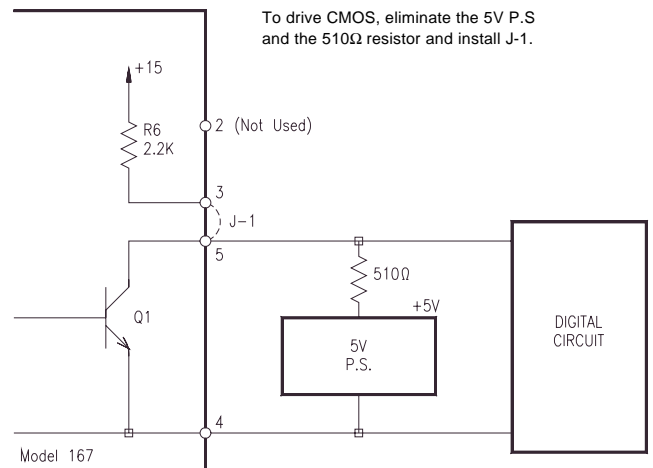 To drive CMOS, eliminate the 5V P.S
and the 510Ω resistor and install J-1.
+15
2 (Not Used)
R6
2.2K
3
J-1
5
510Ω
+5V
Q1
5V
P.S.
DIGITAL
CIRCUIT
4
Model 167